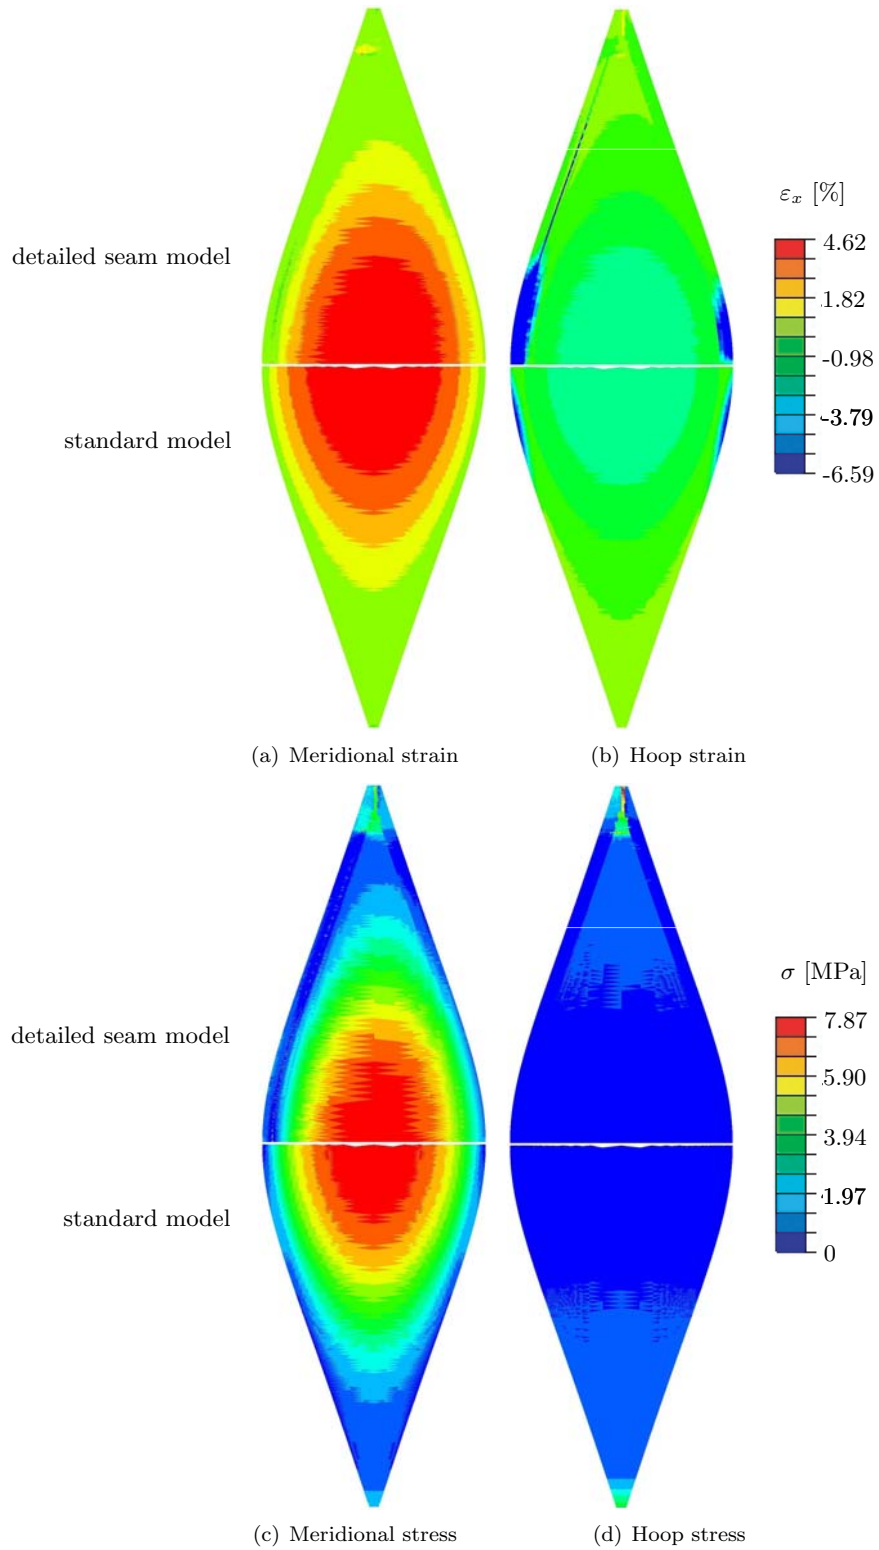 εx [%]
detailed seam model
4.62
1.82
-0.98
-3.79
-6.59
standard model
(a) Meridional strain
(b) Hoop strain
σ [MPa]
detailed seam model
7.87
5.90
3.94
1.97
0
standard model
(c) Meridional stress
(d) Hoop stress